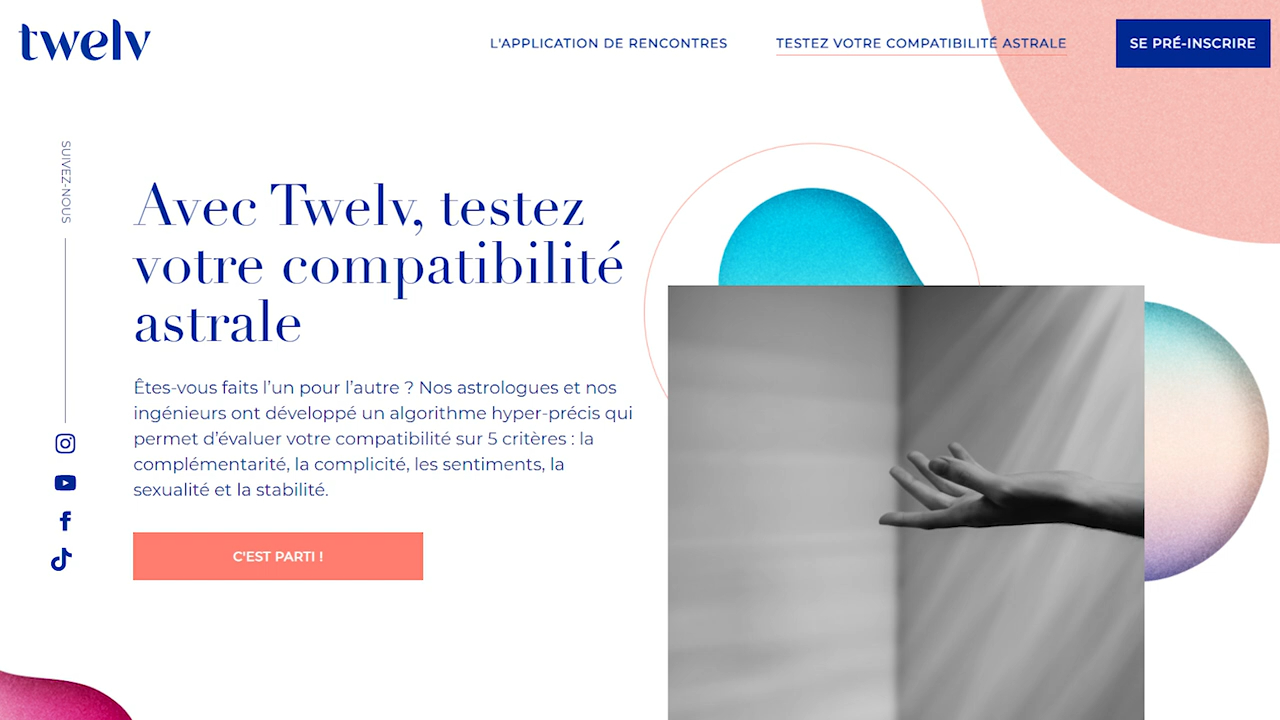 twelv
L'APPLICATION DE RENCONTRES
TESTEZ VOTRE COMPATIBILITÉ ASTRALE
SE PRÉ-INSCRIRE
SUIVEZ-NOUS
Avec Twelv, testez
votre compatibilité
astrale
Êtes-vous faits l’un pour l’autre ? Nos astrologues et nos
ingénieurs ont développé un algorithme hyper-précis qui
permet d’évaluer votre compatibilité sur 5 critères : la
complémentarité, la complicité, les sentiments, la
sexualité et la stabilité.
C'EST PARTI !